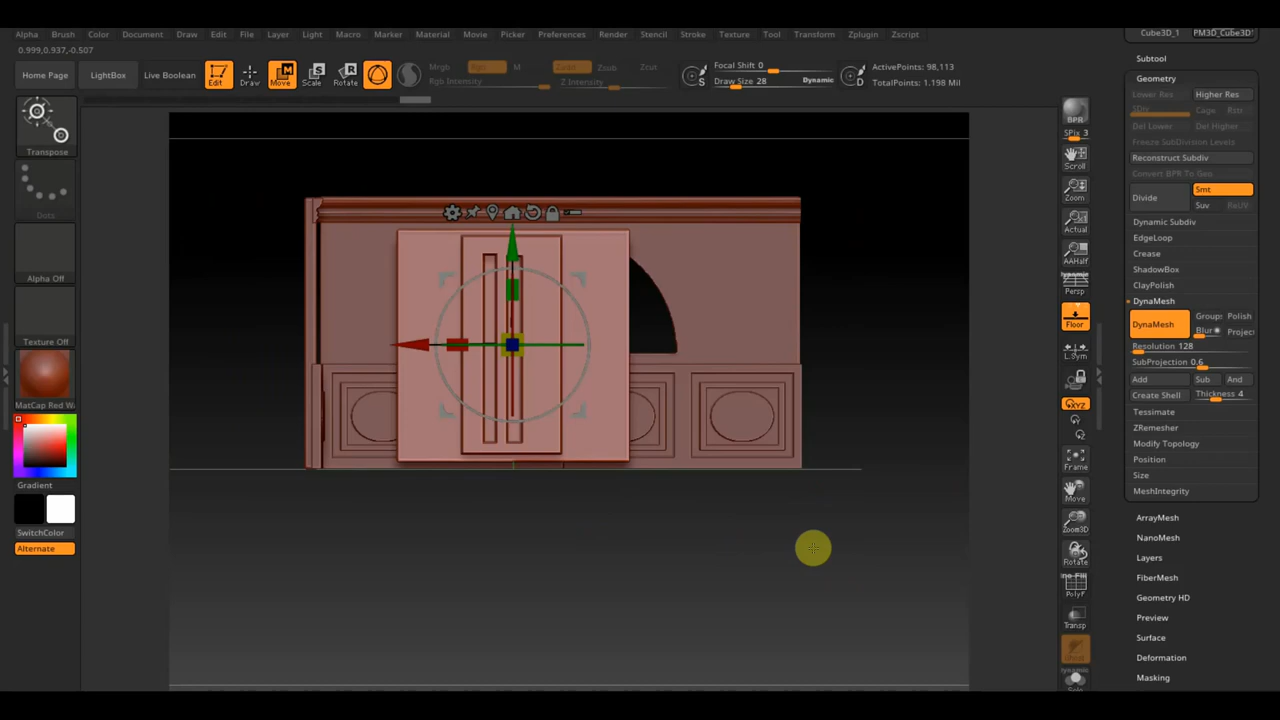 Cube3D_1 PM3D_Cube3D
Alpha Brush Color Document Draw Edit File Layer Light Macro Marker Material Movie Picker Preferences Render Stencil Stroke Texture Tool Transform Zplugin Zscript
0.999,0.937,-0.507
Home Page LightBox Live Boolean Edit Draw Move Scale Rotate
Mrgb Rgb M Zadd Zsub Zcut
Rgb Intensity Z Intensity
Focal Shift 0
Draw Size 28 Dynamic
ActivePoints: 98,113
TotalPoints: 1.198 Mil
Transpose
Dots
Alpha Off
Texture Off
MatCap Red Wa
Gradient
SwitchColor
Alternate
BPR
SPix 3
Scroll
Zoom
Actual
AAHalf
Dynamic
Persp
Floor
L.Sym
XYZ
Frame
Move
Zoom3D
Rotate
PolyF
Transp
Ghost
Solo
Subtool
Geometry
Lower Res Higher Res
SDiv Cage Rstr
Del Lower Del Higher
Freeze SubDivision Levels
Reconstruct Subdiv
Convert BPR To Geo
Divide Smt
Suv ReUV
Dynamic Subdiv
EdgeLoop
Crease
ShadowBox
ClayPolish
DynaMesh
DynaMesh Groups Polish
Blur Project
Resolution 128
SubProjection 0.6
Add Sub And
Create Shell Thickness 4
Tessimate
ZRemesher
Modify Topology
Position
Size
MeshIntegrity
ArrayMesh
NanoMesh
Layers
FiberMesh
Geometry HD
Preview
Surface
Deformation
Masking